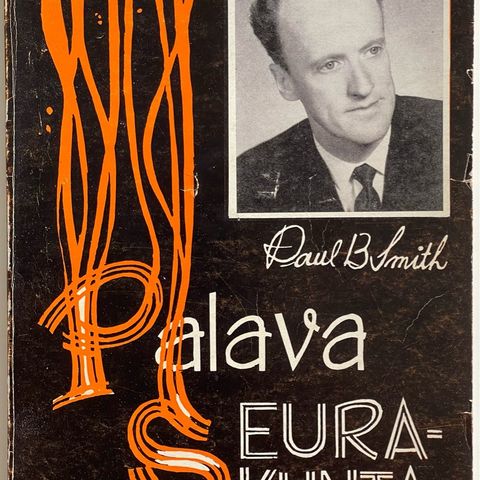 Paul B Smith
Palava
SEURA=
KUNTA